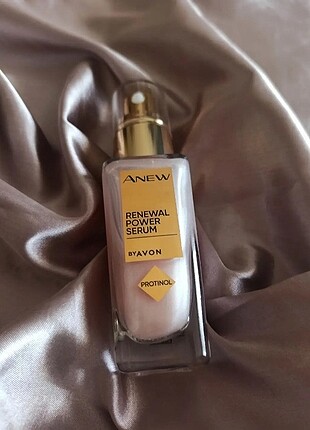 ANEW
RENEWAL
POWER
SERUM
BY AVON
PROTINOL